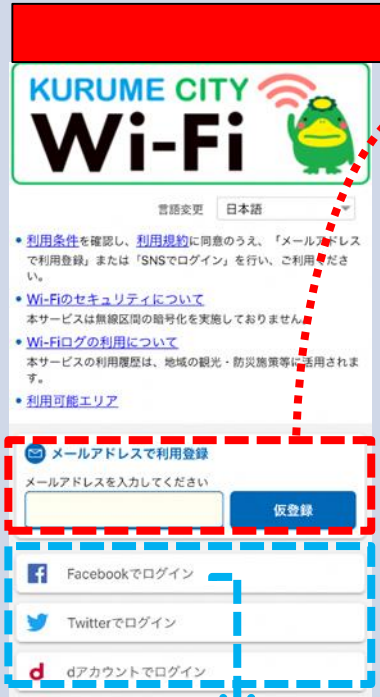 KURUME CITY
Wi-Fi
言語変更 日本語
利用条件を確認し、利用規約に同意のうえ、「メールアドレス
で利用登録」または「SNSでログイン」を行い、ご利用くださ
い。
Wi-Fiのセキュリティについて
本サービスは無線区間の暗号化を実施しておりません。
Wi-Fiログの利用について
本サービスの利用履歴は、地域の観光・防災施策等に活用されま
す。
利用可能エリア
メールアドレスで利用登録
メールアドレスを入力してください
仮登録
Facebookでログイン
Twitterでログイン
dアカウントでログイン